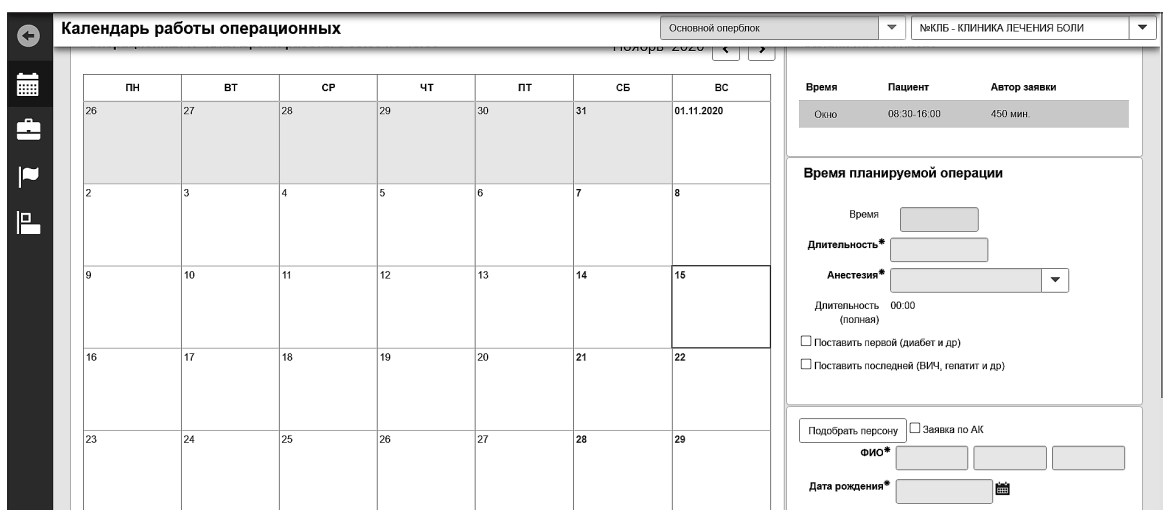 Календарь работы операционных
Основной оперблок
№КЛБ - КЛИНИКА ЛЕЧЕНИЯ БОЛИ
Ноябрь 2020
ПН ВТ СР ЧТ ПТ СБ ВС
26 27 28 29 30 31 01.11.2020
2 3 4 5 6 7 8
9 10 11 12 13 14 15
16 17 18 19 20 21 22
23 24 25 26 27 28 29
Время Пациент Автор заявки
Окно 08:30-16:00 450 мин.
Время планируемой операции
Время
Длительность*
Анестезия*
Длительность 00:00
(полная)
Поставить первой (диабет и др)
Поставить последней (ВИЧ, гепатит и др)
Подобрать персону Заявка по АК
ФИО*
Дата рождения*